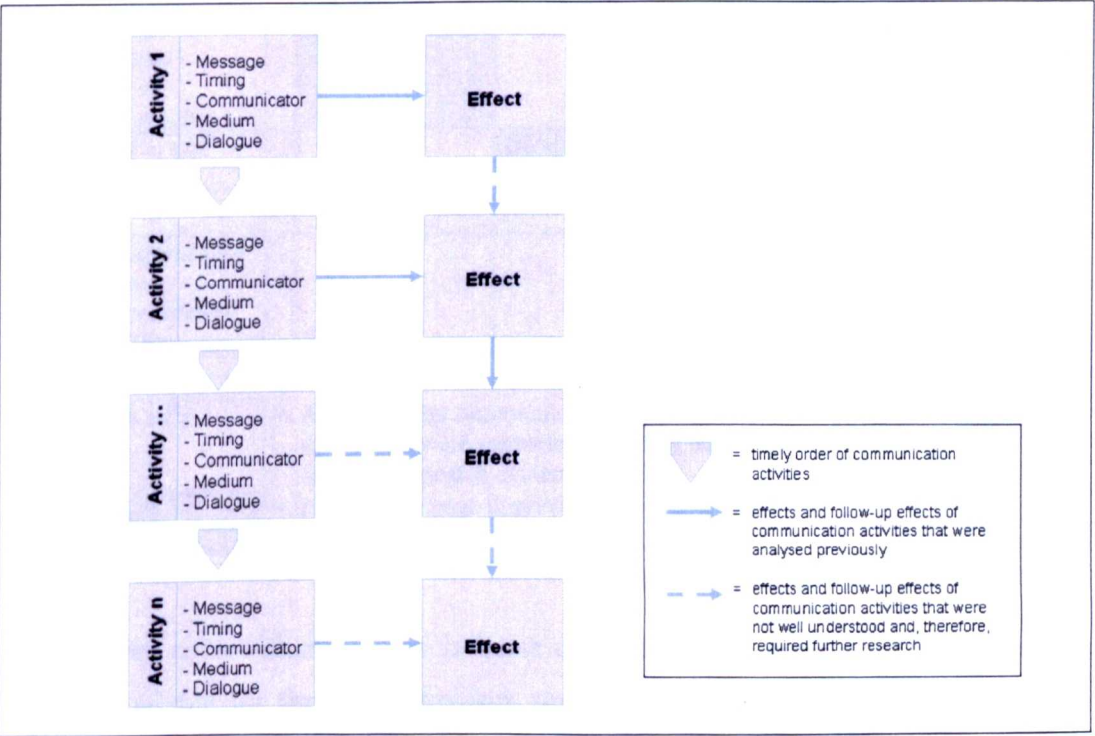 Activity 1
- Message
- Timing
- Communicator
- Medium
- Dialogue
Effect
Activity 2
- Message
- Timing
- Communicator
- Medium
- Dialogue
Effect
Activity ...
- Message
- Timing
- Communicator
- Medium
- Dialogue
Effect
Activity n
- Message
- Timing
- Communicator
- Medium
- Dialogue
Effect
= timely order of communication
activities
= effects and follow-up effects of
communication activities that were
analysed previously
= effects and follow-up effects of
communication activities that were
not well understood and, therefore,
required further research